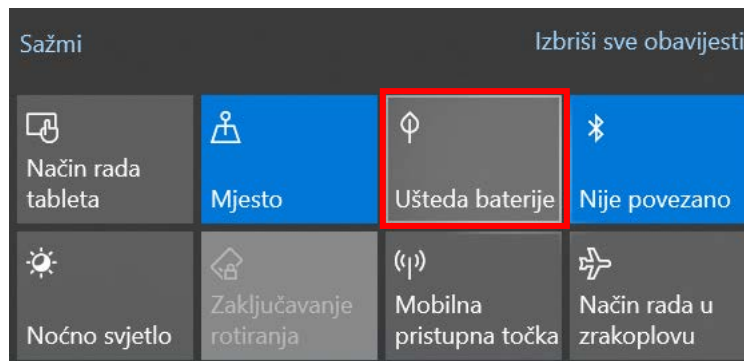 Sažmi
Izbriši sve obavijesti
Način rada
tableta
Mjesto
Ušteda baterije
Nije povezano
Noćno svjetlo
Zaključavanje
rotiranja
Mobilna
pristupna točka
Način rada u
zrakoplovu